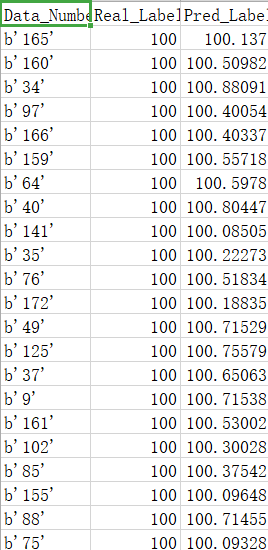 Data_Numbe Real_Label Pred_Labe
b'165' 100 100.137
b'160' 100 100.50982
b'34' 100 100.88091
b'97' 100 100.40054
b'166' 100 100.40337
b'159' 100 100.55718
b'64' 100 100.5978
b'40' 100 100.80447
b'141' 100 100.08505
b'35' 100 100.22273
b'76' 100 100.51834
b'172' 100 100.18835
b'49' 100 100.71529
b'125' 100 100.75579
b'37' 100 100.65063
b'9' 100 100.71538
b'161' 100 100.53002
b'102' 100 100.30028
b'85' 100 100.37542
b'155' 100 100.09648
b'88' 100 100.71455
b'75' 100 100.09328